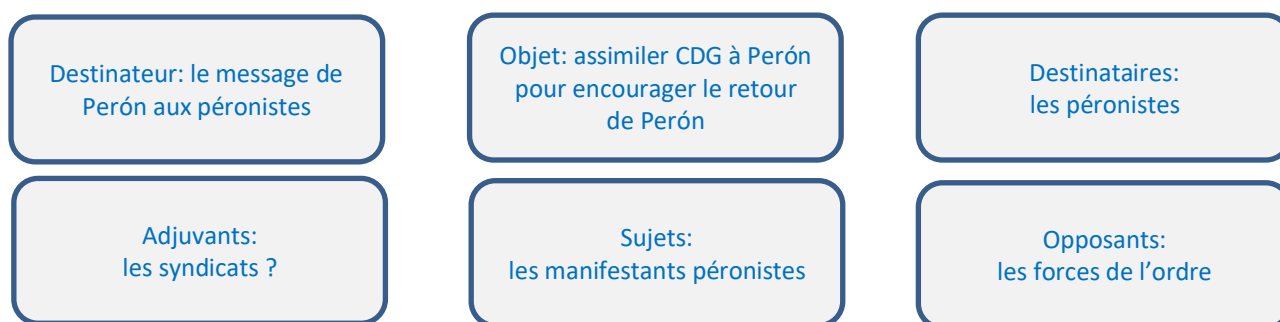 Destinateur: le message de
Perón aux péronistes
Objet: assimiler CDG à Perón
pour encourager le retour
de Perón
Destinataires:
les péronistes
Adjuvants:
les syndicats ?
Sujets:
les manifestants péronistes
Opposants:
les forces de l’ordre